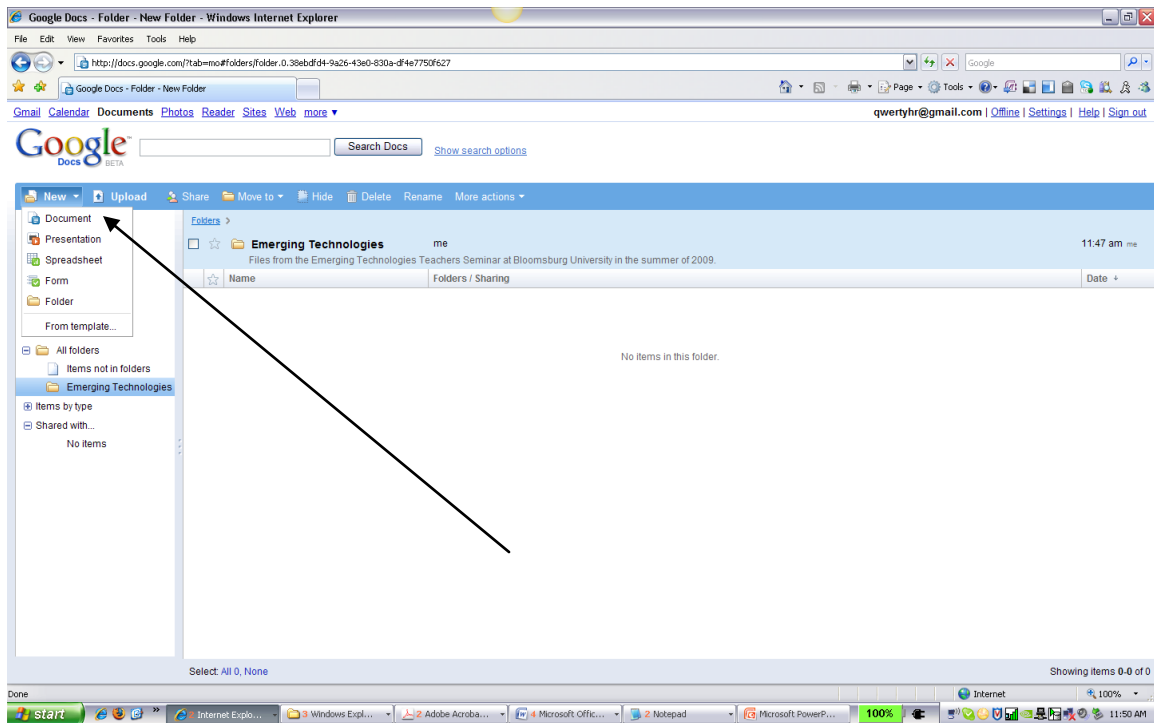 Google Docs - Folder - New Folder - Windows Internet Explorer
File Edit View Favorites Tools Help
http://docs.google.com/?tab=mo#folders/folder.0.38ebdfd4-9a26-43e0-830a-df4e7750f627
Google
Google Docs - Folder - New Folder
Page Tools
Gmail Calendar Documents Photos Reader Sites Web more ▼
qwertyhr@gmail.com | Offline | Settings | Help | Sign out
Google Docs BETA
Search Docs
Show search options
New Upload Share Move to Hide Delete Rename More actions
Document
Presentation
Spreadsheet
Form
Folder
From template...
All folders
Items not in folders
Emerging Technologies
Items by type
Shared with...
No items
Folders >
Emerging Technologies me 11:47 am me
Files from the Emerging Technologies Teachers Seminar at Bloomsburg University in the summer of 2009.
Name Folders / Sharing Date
No items in this folder.
Select: All 0, None
Showing items 0-0 of 0
Done Internet 100%
start » 2 Internet Explo... 3 Windows Expl... 2 Adobe Acroba... 4 Microsoft Offic... 2 Notepad Microsoft PowerP... 100% 11:50 AM